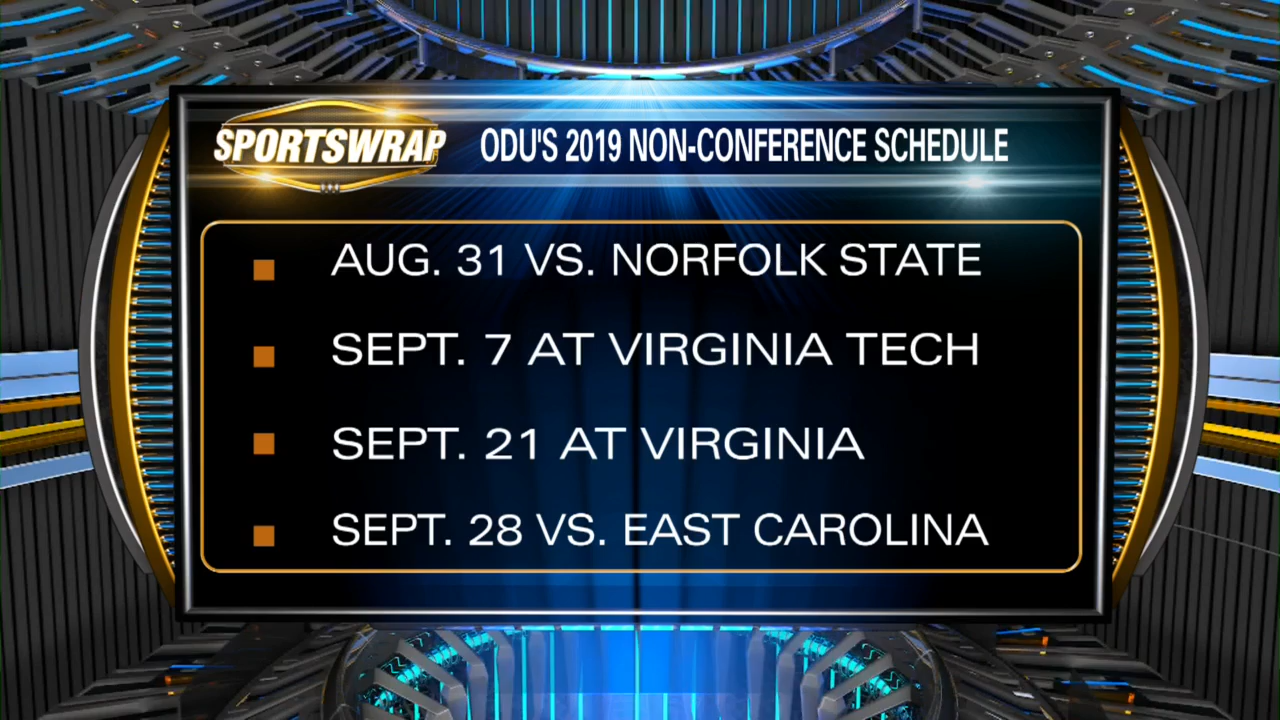 SPORTSWRAP
ODU'S 2019 NON-CONFERENCE SCHEDULE
AUG. 31 VS. NORFOLK STATE
SEPT. 7 AT VIRGINIA TECH
SEPT. 21 AT VIRGINIA
SEPT. 28 VS. EAST CAROLINA